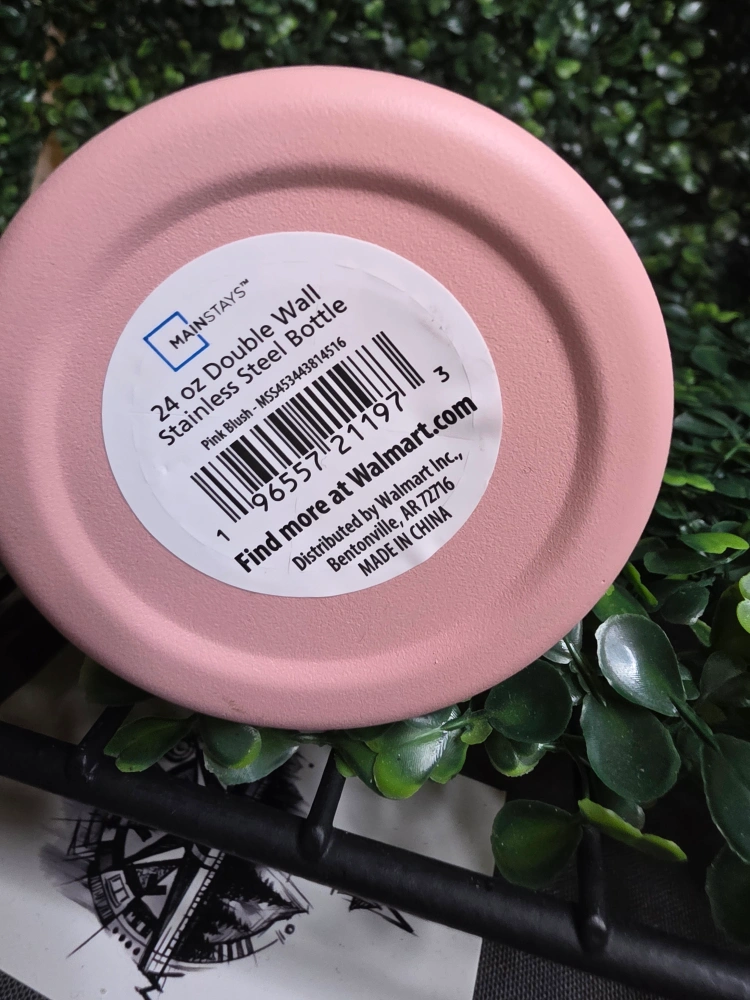 MAINSTAYS™
24 oz Double Wall
Stainless Steel Bottle
Pink Blush - MSS453443814516
1 96557 21197 3
Find more at Walmart.com
Distributed by Walmart Inc.,
Bentonville, AR 72716
MADE IN CHINA